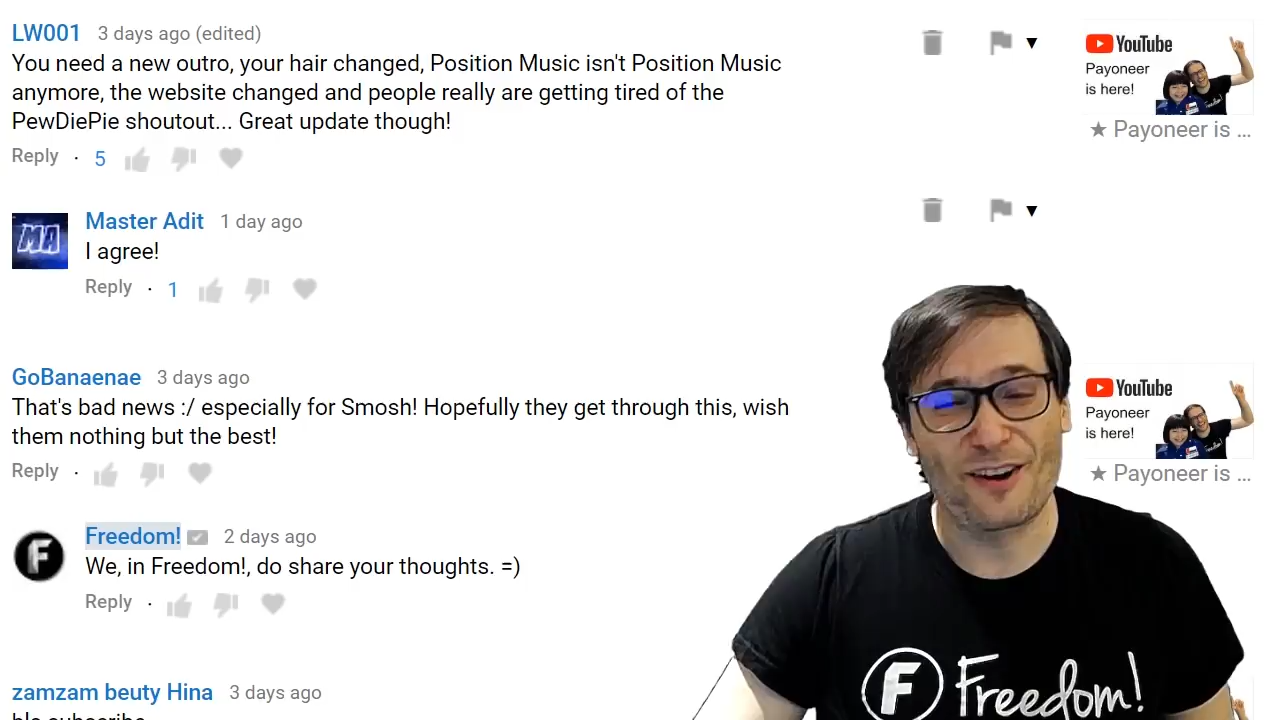 LW001 3 days ago (edited)
You need a new outro, your hair changed, Position Music isn't Position Music
anymore, the website changed and people really are getting tired of the
PewDiePie shoutout... Great update though!
Reply · 5
YouTube
Payoneer
is here!
★ Payoneer is ...
MA
Master Adit 1 day ago
I agree!
Reply · 1
GoBanaenae 3 days ago
That's bad news :/ especially for Smosh! Hopefully they get through this, wish
them nothing but the best!
Reply ·
YouTube
Payoneer
is here!
★ Payoneer is ...
F
Freedom! 2 days ago
We, in Freedom!, do share your thoughts. =)
Reply ·
F Freedom!
zamzam beuty Hina 3 days ago